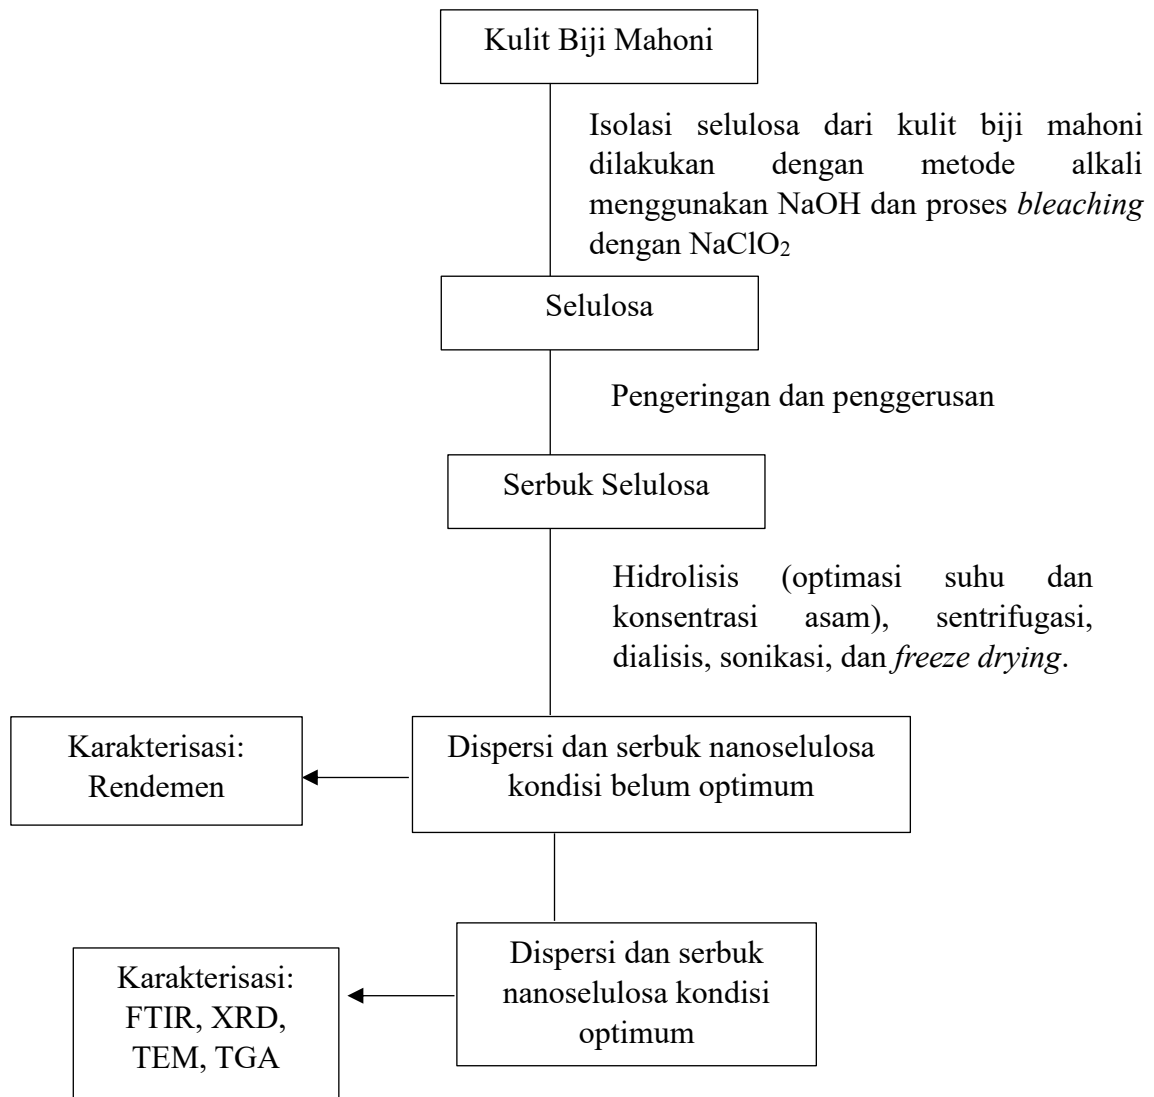 Kulit Biji Mahoni
Isolasi selulosa dari kulit biji mahoni
dilakukan dengan metode alkali
menggunakan NaOH dan proses bleaching
dengan NaClO₂
Selulosa
Pengeringan dan penggerusan
Serbuk Selulosa
Hidrolisis (optimasi suhu dan
konsentrasi asam), sentrifugasi,
dialisis, sonikasi, dan freeze drying.
Karakterisasi:
Rendemen
Dispersi dan serbuk nanoselulosa
kondisi belum optimum
Karakterisasi:
FTIR, XRD,
TEM, TGA
Dispersi dan serbuk
nanoselulosa kondisi
optimum